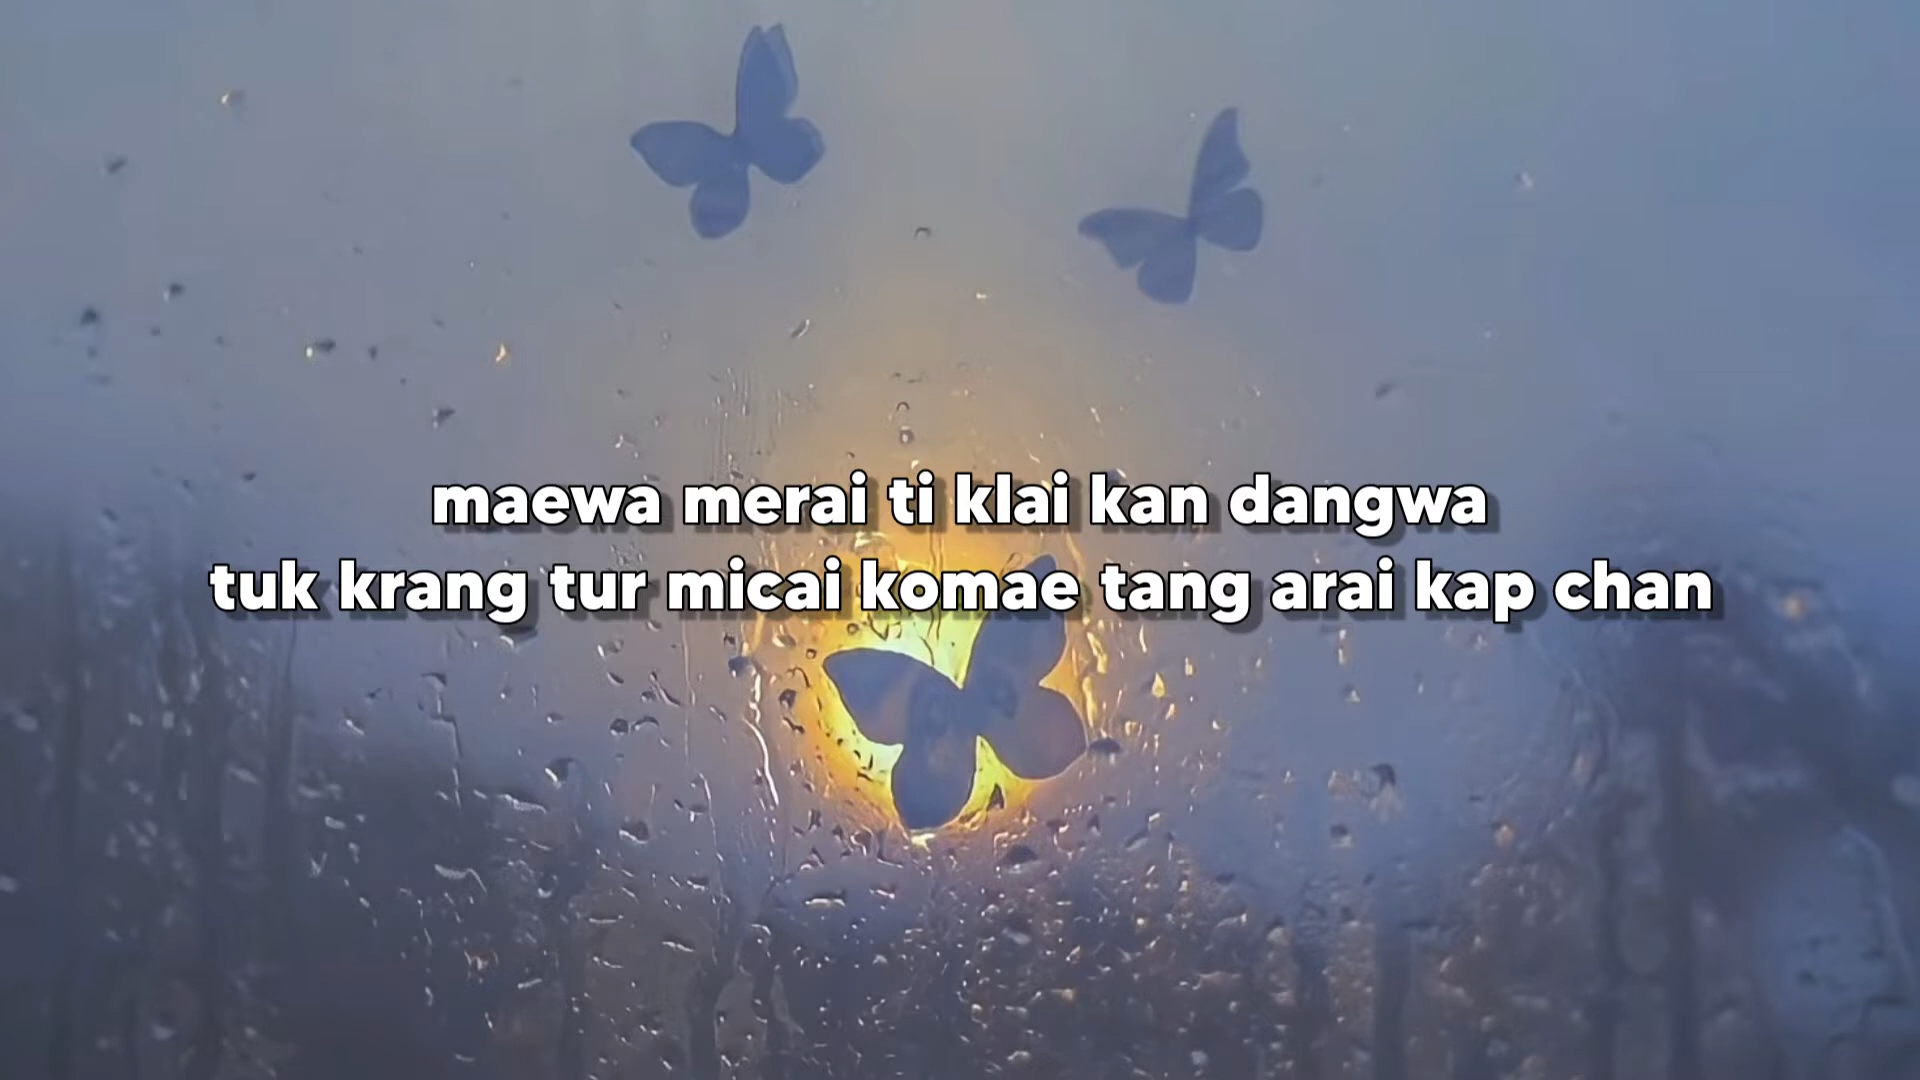 maewa merai ti klai kan dangwa
tuk krang tur micai komae tang arai kap chan